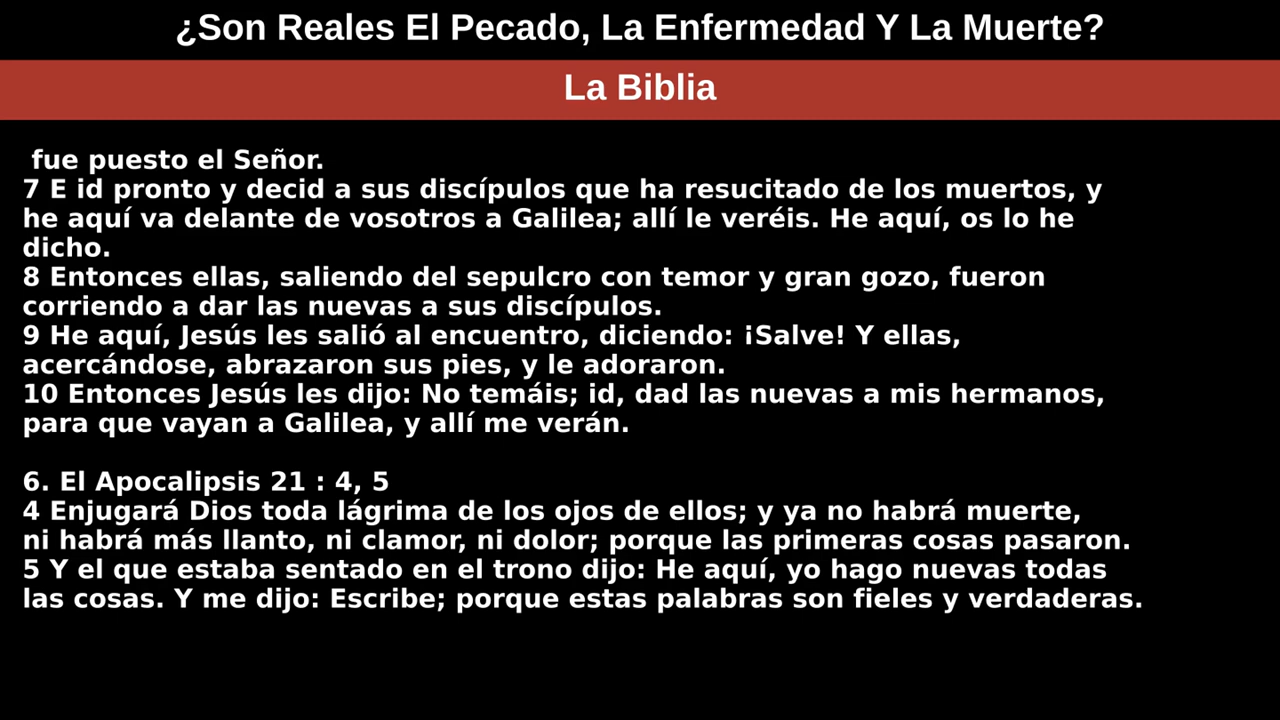 ¿Son Reales El Pecado, La Enfermedad Y La Muerte?
La Biblia
fue puesto el Señor.
7 E id pronto y decid a sus discípulos que ha resucitado de los muertos, y
he aquí va delante de vosotros a Galilea; allí le veréis. He aquí, os lo he
dicho.
8 Entonces ellas, saliendo del sepulcro con temor y gran gozo, fueron
corriendo a dar las nuevas a sus discípulos.
9 He aquí, Jesús les salió al encuentro, diciendo: ¡Salve! Y ellas,
acercándose, abrazaron sus pies, y le adoraron.
10 Entonces Jesús les dijo: No temáis; id, dad las nuevas a mis hermanos,
para que vayan a Galilea, y allí me verán.
6. El Apocalipsis 21 : 4, 5
4 Enjugará Dios toda lágrima de los ojos de ellos; y ya no habrá muerte,
ni habrá más llanto, ni clamor, ni dolor; porque las primeras cosas pasaron.
5 Y el que estaba sentado en el trono dijo: He aquí, yo hago nuevas todas
las cosas. Y me dijo: Escribe; porque estas palabras son fieles y verdaderas.